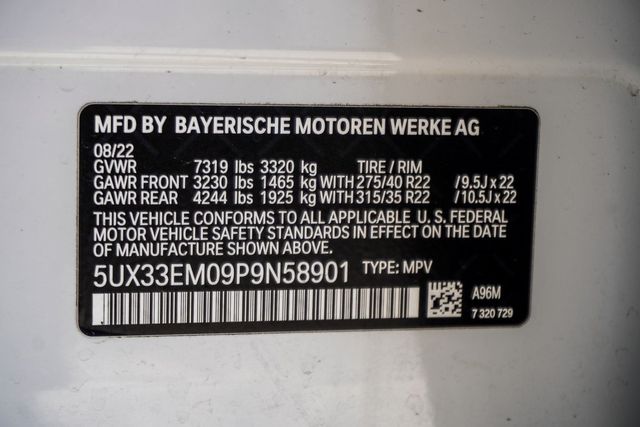 MFD BY BAYERISCHE MOTOREN WERKE AG
08/22
GVWR 7319 lbs 3320 kg TIRE / RIM
GAWR FRONT 3230 lbs 1465 kg WITH 275/40 R22 /9.5J x 22
GAWR REAR 4244 lbs 1925 kg WITH 315/35 R22 /10.5J x 22
THIS VEHICLE CONFORMS TO ALL APPLICABLE U.S. FEDERAL
MOTOR VEHICLE SAFETY STANDARDS IN EFFECT ON THE DATE
OF MANUFACTURE SHOWN ABOVE.
5UX33EM09P9N58901 TYPE: MPV
A96M
7 320 729